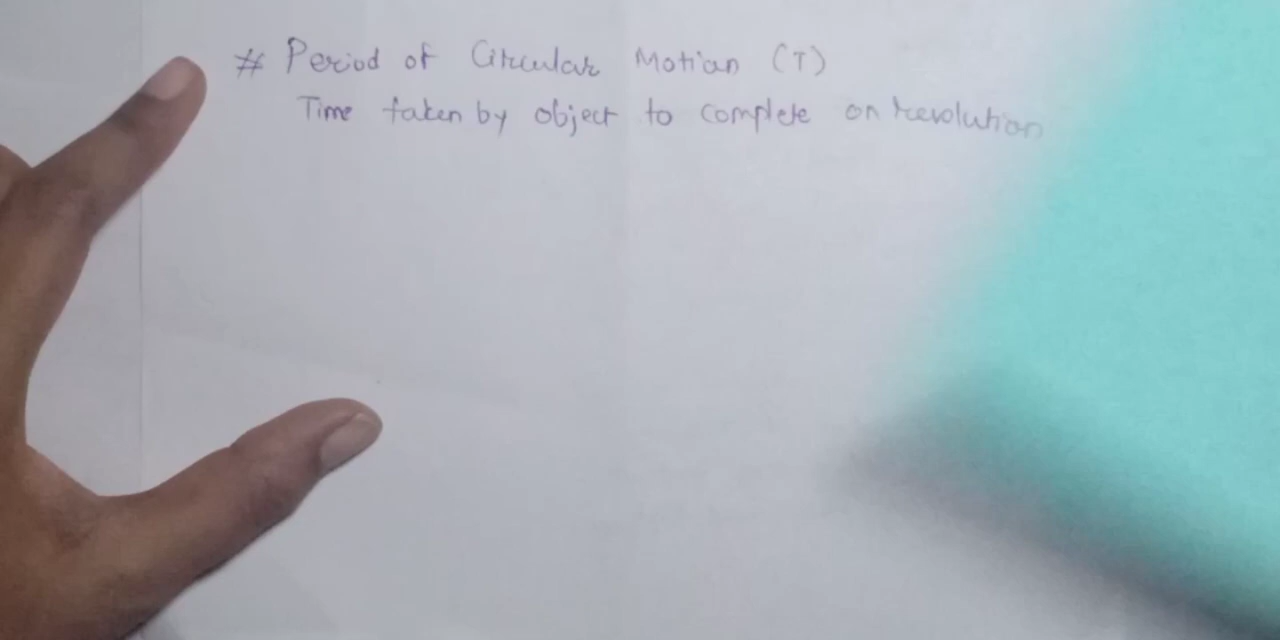 # Period of Circular Motion (T)
Time taken by object to complete on revolution